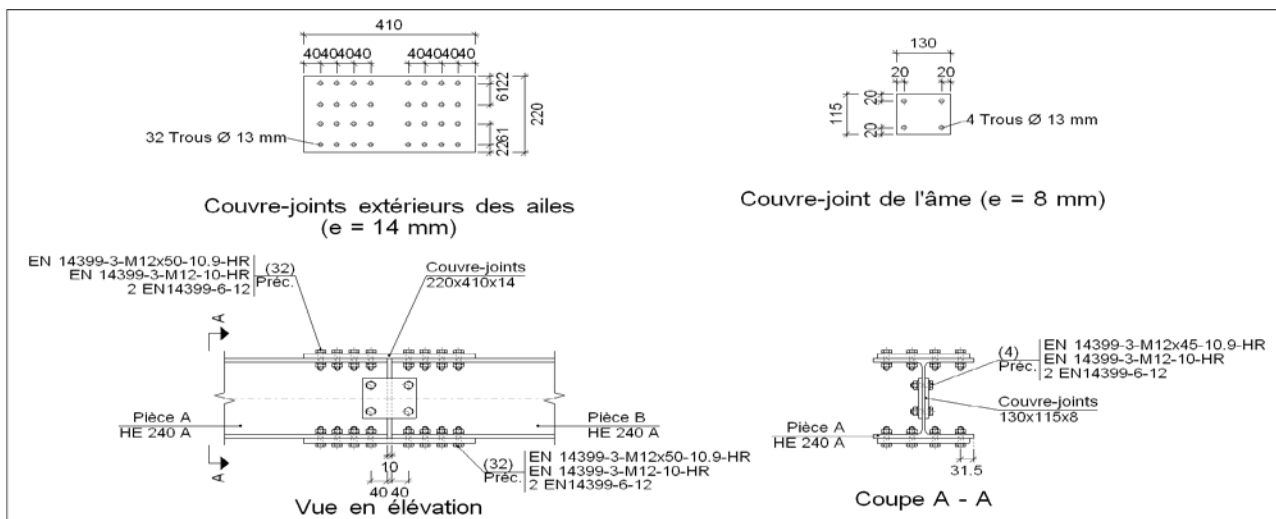 410
40404040 40404040
6122
220
2261
32 Trous Ø 13 mm
Couvre-joints extérieurs des ailes
(e = 14 mm)
130
20 20
20
115
20
4 Trous Ø 13 mm
Couvre-joint de l'âme (e = 8 mm)
EN 14399-3-M12x50-10.9-HR
EN 14399-3-M12-10-HR
2 EN14399-6-12
(32)
Préc.
Couvre-joints
220x410x14
A
A
Pièce A
HE 240 A
Pièce B
HE 240 A
10
40 40
(32)
Préc.
EN 14399-3-M12x50-10.9-HR
EN 14399-3-M12-10-HR
2 EN14399-6-12
Vue en élévation
(4)
Préc.
EN 14399-3-M12x45-10.9-HR
EN 14399-3-M12-10-HR
2 EN14399-6-12
Couvre-joints
130x115x8
Pièce A
HE 240 A
31.5
Coupe A - A